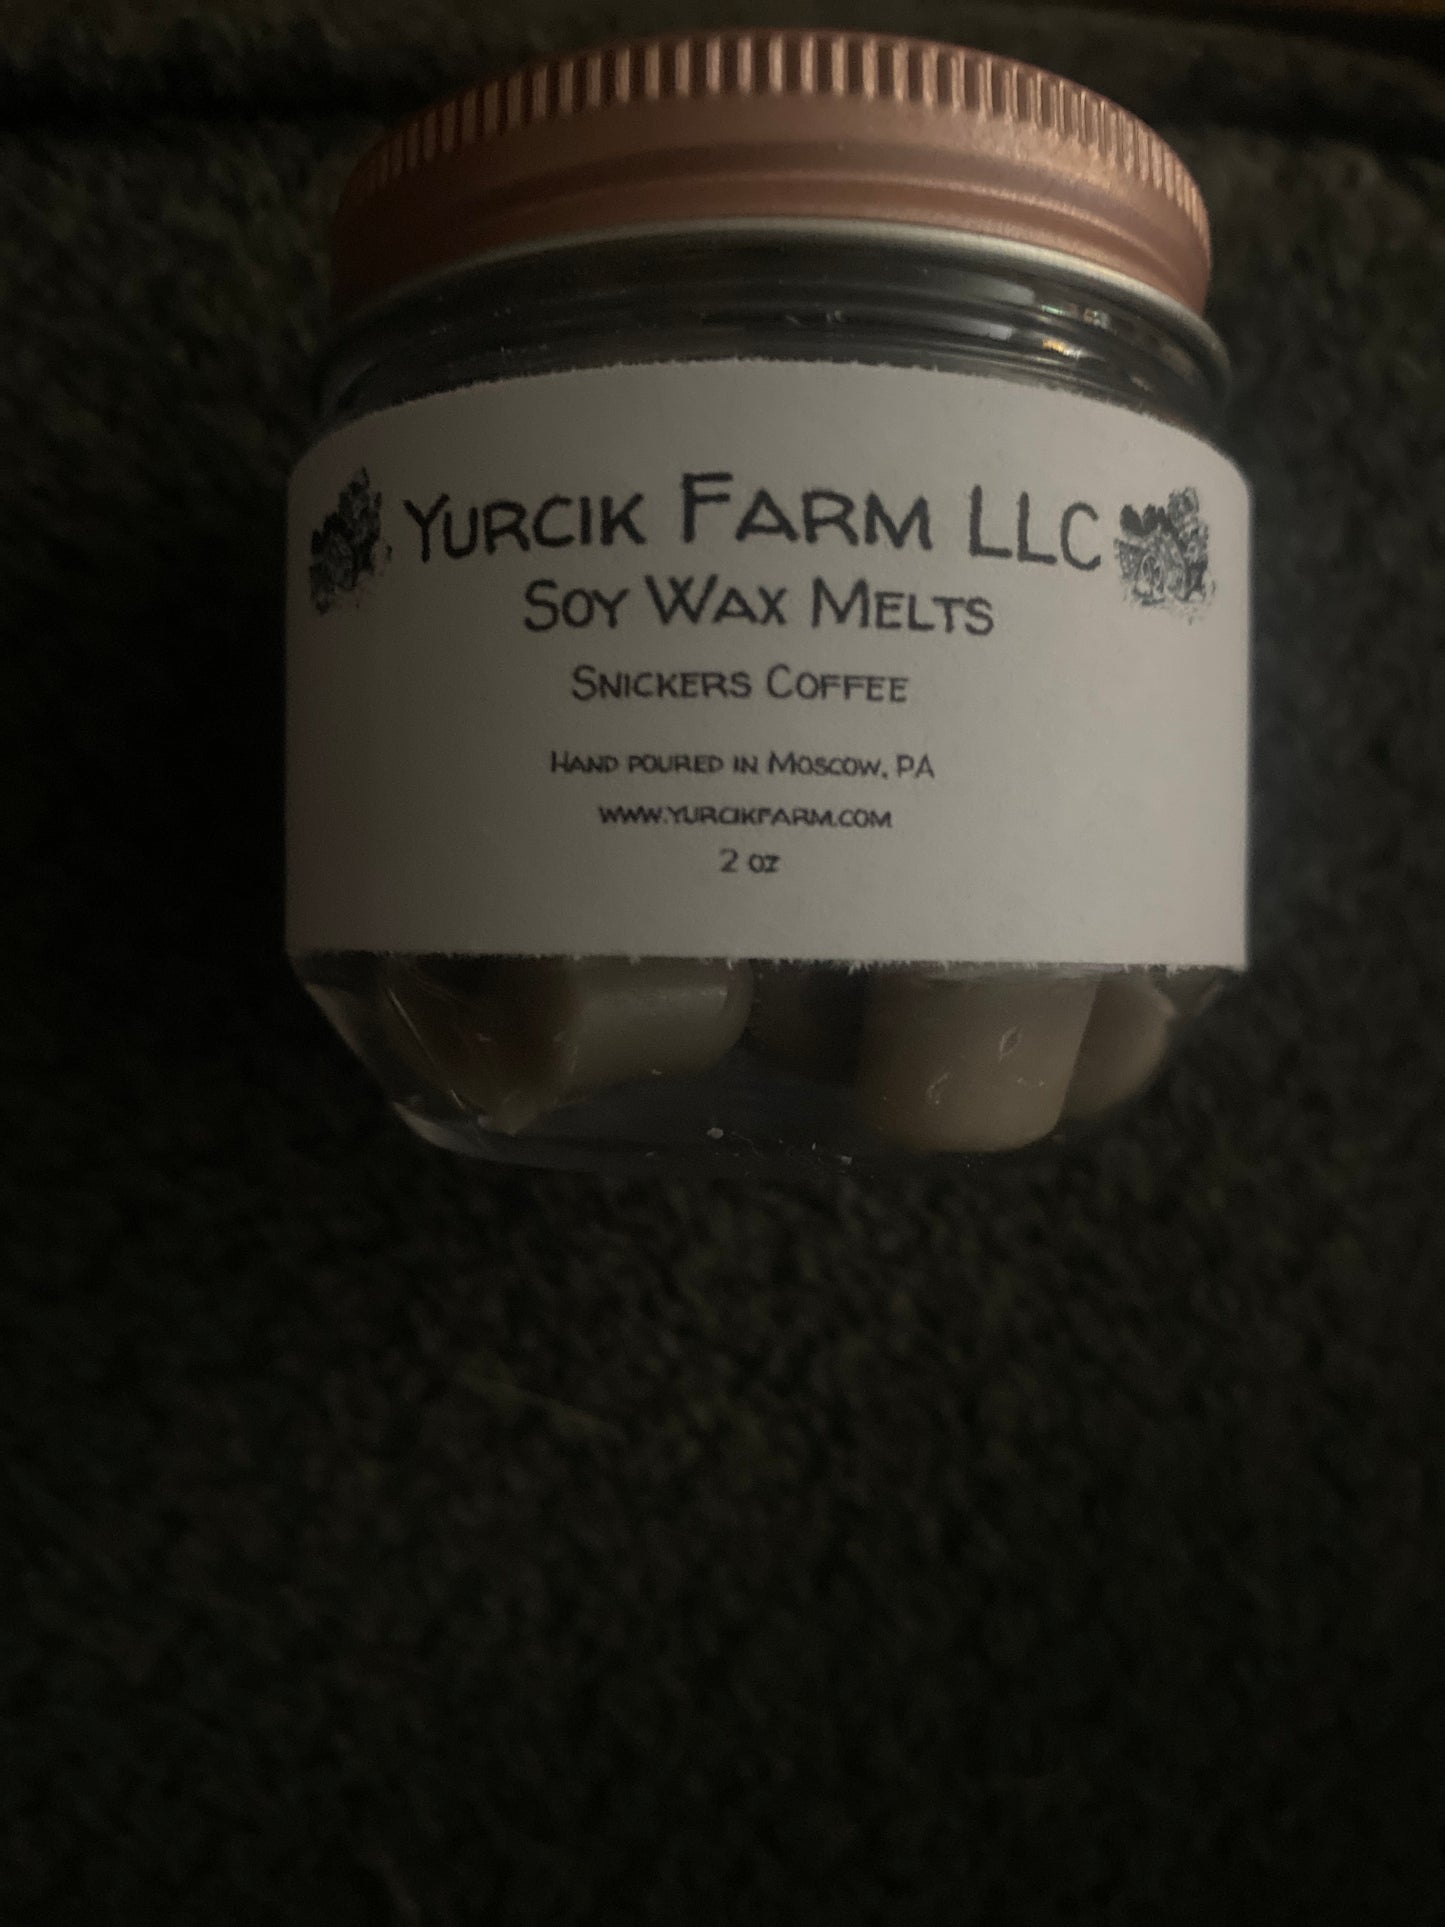 Yurcik Farm LLC
Soy Wax Melts
Snickers Coffee
Hand poured in Moscow, PA
www.yurcikfarm.com
2 oz